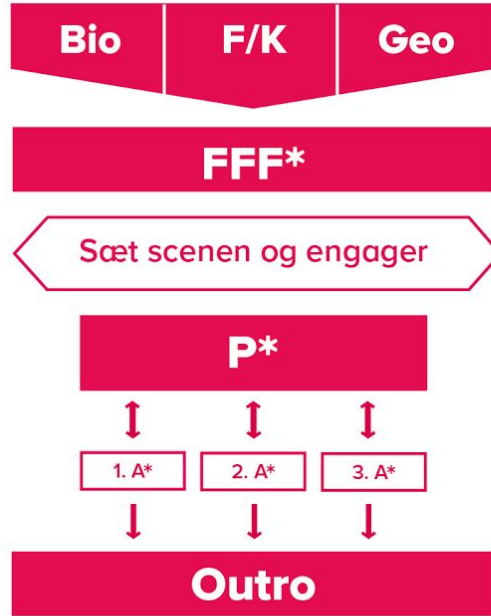 Bio F/K Geo
FFF*
Sæt scenen og engager
P*
1. A* 2. A* 3. A*
Outro